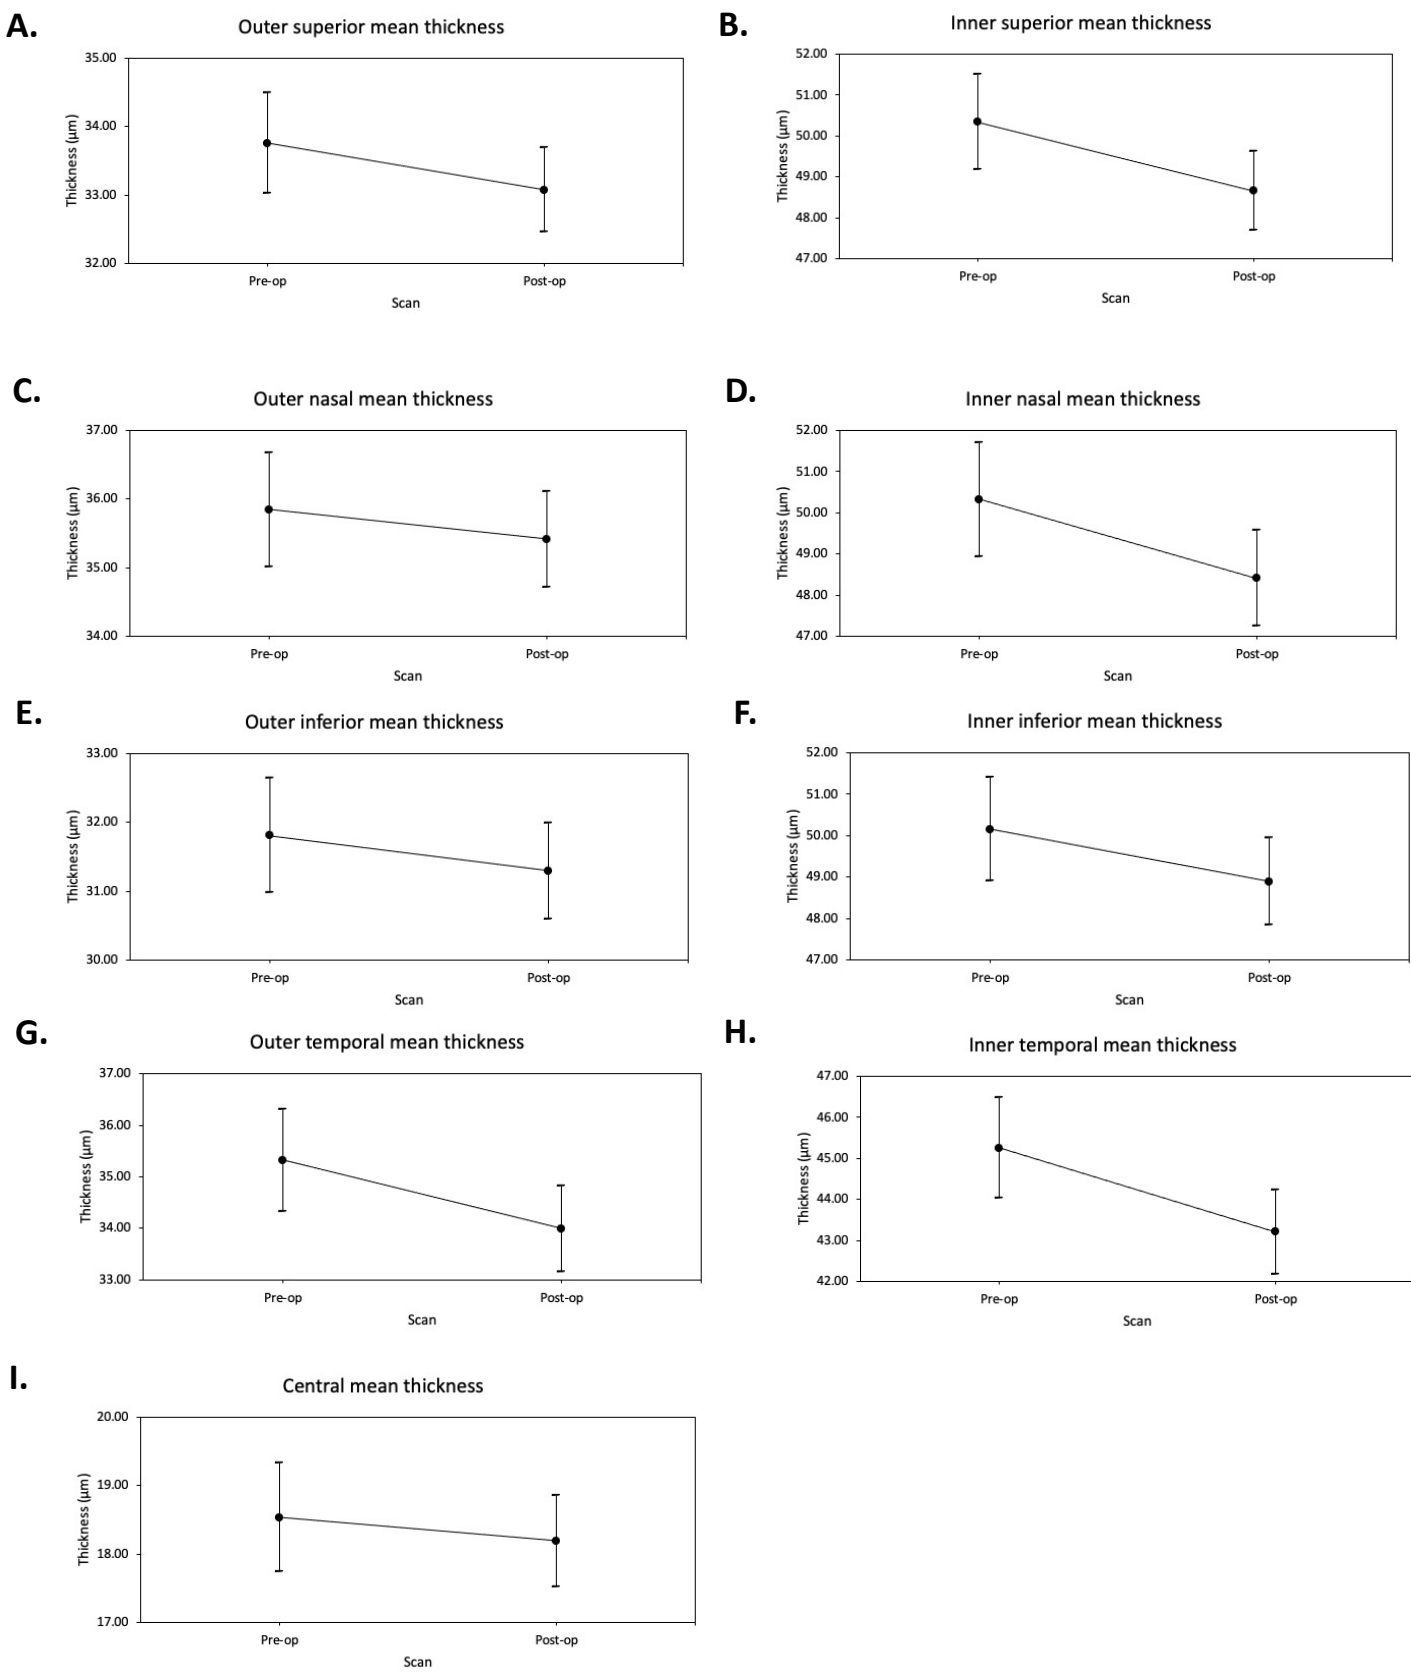 A.
Outer superior mean thickness
35.00
34.00
33.00
32.00
Thickness (µm)
Pre-op
Post-op
Scan
B.
Inner superior mean thickness
52.00
51.00
50.00
49.00
48.00
47.00
Thickness (µm)
Pre-op
Post-op
Scan
C.
Outer nasal mean thickness
37.00
36.00
35.00
34.00
Thickness (µm)
Pre-op
Post-op
Scan
D.
Inner nasal mean thickness
52.00
51.00
50.00
49.00
48.00
47.00
Thickness (µm)
Pre-op
Post-op
Scan
E.
Outer inferior mean thickness
33.00
32.00
31.00
30.00
Thickness (µm)
Pre-op
Post-op
Scan
F.
Inner inferior mean thickness
52.00
51.00
50.00
49.00
48.00
47.00
Thickness (µm)
Pre-op
Post-op
Scan
G.
Outer temporal mean thickness
37.00
36.00
35.00
34.00
33.00
Thickness (µm)
Pre-op
Post-op
Scan
H.
Inner temporal mean thickness
47.00
46.00
45.00
44.00
43.00
42.00
Thickness (µm)
Pre-op
Post-op
Scan
I.
Central mean thickness
20.00
19.00
18.00
17.00
Thickness (µm)
Pre-op
Post-op
Scan